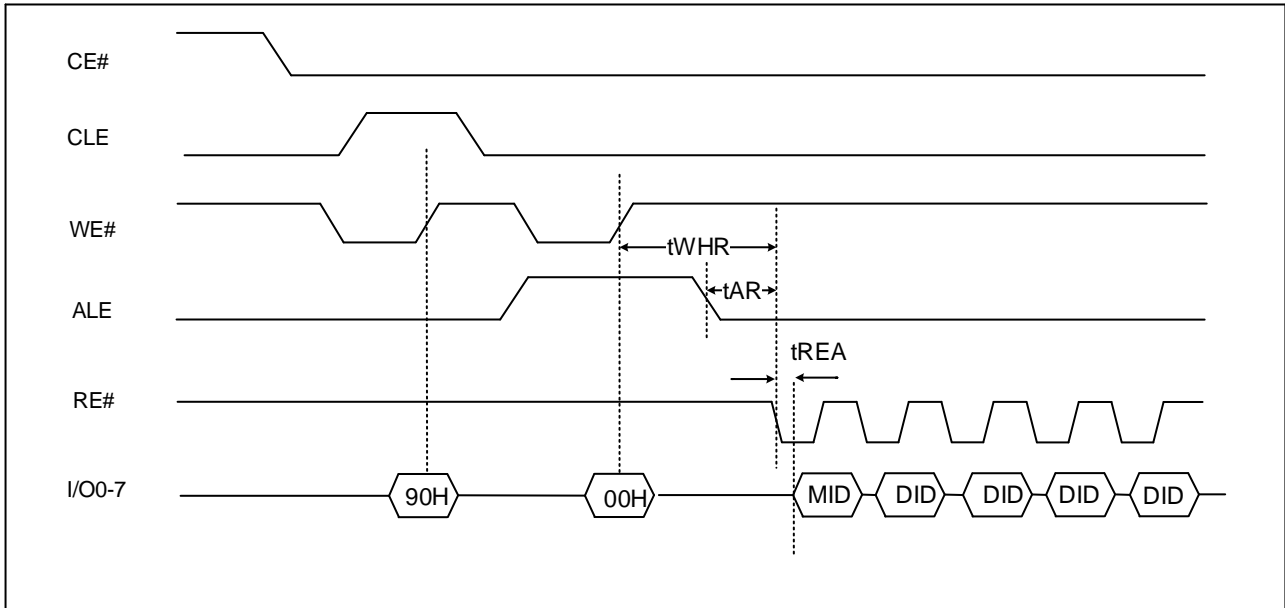 CE#
CLE
WE#
tWHR
tAR
ALE
tREA
RE#
I/O0-7
90H
00H
MID
DID
DID
DID
DID